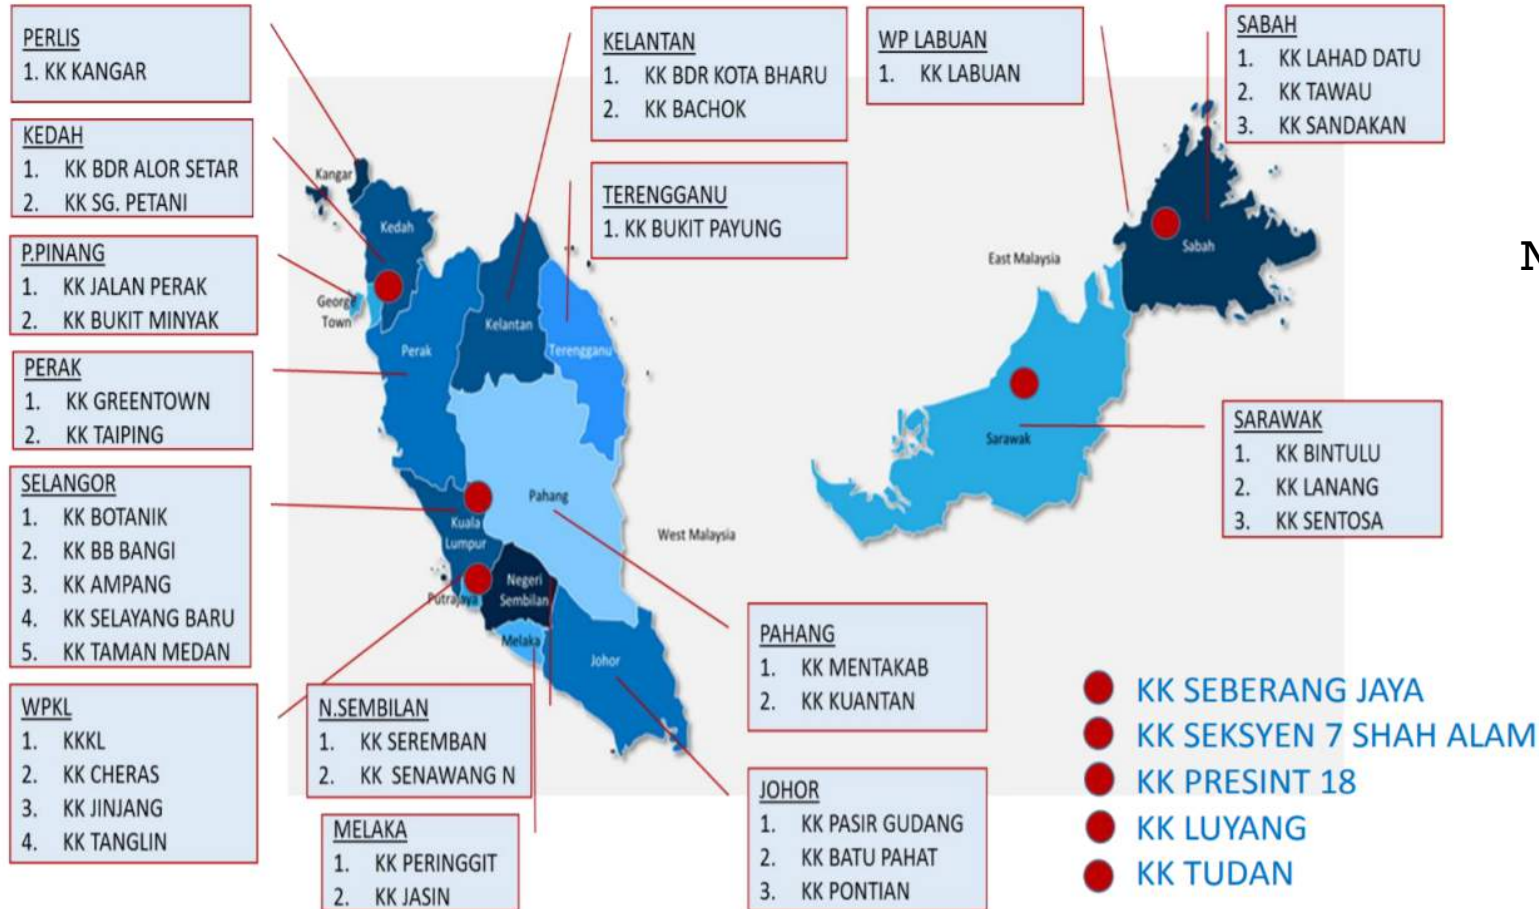 PERLIS
1. KK KANGAR
KEDAH
1. KK BDR ALOR SETAR
2. KK SG. PETANI
P.PINANG
1. KK JALAN PERAK
2. KK BUKIT MINYAK
PERAK
1. KK GREENTOWN
2. KK TAIPING
SELANGOR
1. KK BOTANIK
2. KK BB BANGI
3. KK AMPANG
4. KK SELAYANG BARU
5. KK TAMAN MEDAN
WPKL
1. KKKL
2. KK CHERAS
3. KK JINJANG
4. KK TANGLIN
KELANTAN
1. KK BDR KOTA BHARU
2. KK BACHOK
TERENGGANU
1. KK BUKIT PAYUNG
WP LABUAN
1. KK LABUAN
SABAH
1. KK LAHAD DATU
2. KK TAWAU
3. KK SANDAKAN
N
Kangar
Kedah
George
Town
Perak
Kelantan
Terengganu
Pahang
Kuala
Lumpur
Putrajaya
Negeri
Sembilan
Melaka
Johor
West Malaysia
East Malaysia
Sabah
Sarawak
SARAWAK
1. KK BINTULU
2. KK LANANG
3. KK SENTOSA
N.SEMBILAN
1. KK SEREMBAN
2. KK SENAWANG N
MELAKA
1. KK PERINGGIT
2. KK JASIN
PAHANG
1. KK MENTAKAB
2. KK KUANTAN
JOHOR
1. KK PASIR GUDANG
2. KK BATU PAHAT
3. KK PONTIAN
KK SEBERANG JAYA
KK SEKSYEN 7 SHAH ALAM
KK PRESINT 18
KK LUYANG
KK TUDAN